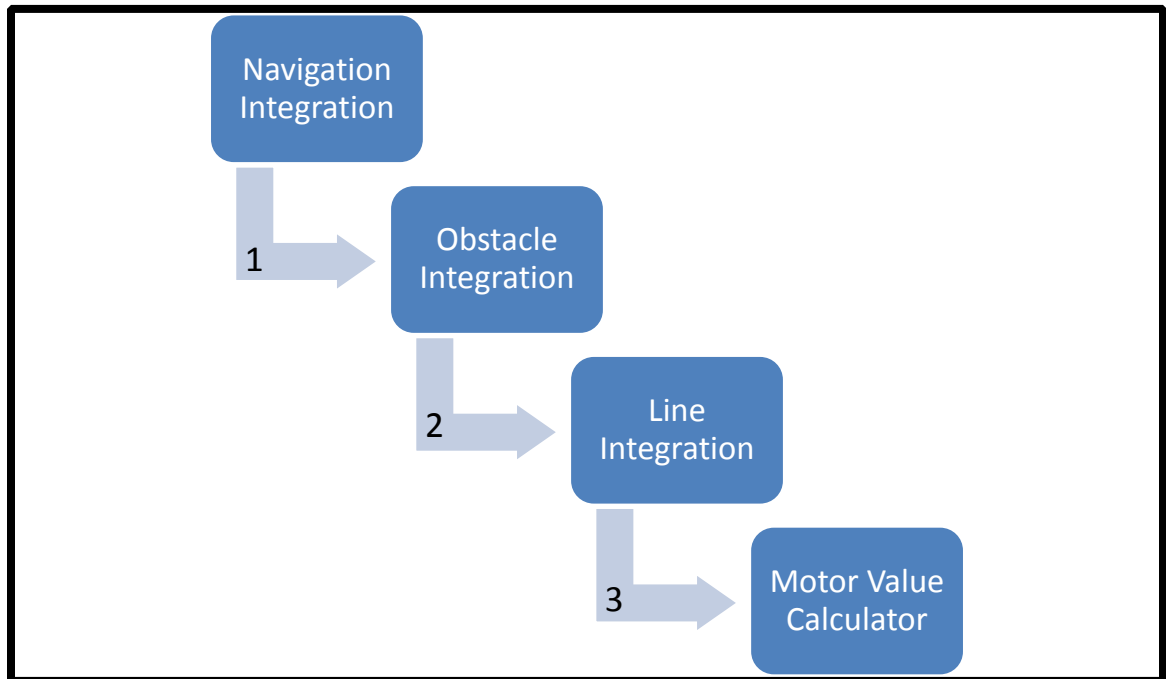 Navigation
Integration
1
Obstacle
Integration
2
Line
Integration
3
Motor Value
Calculator